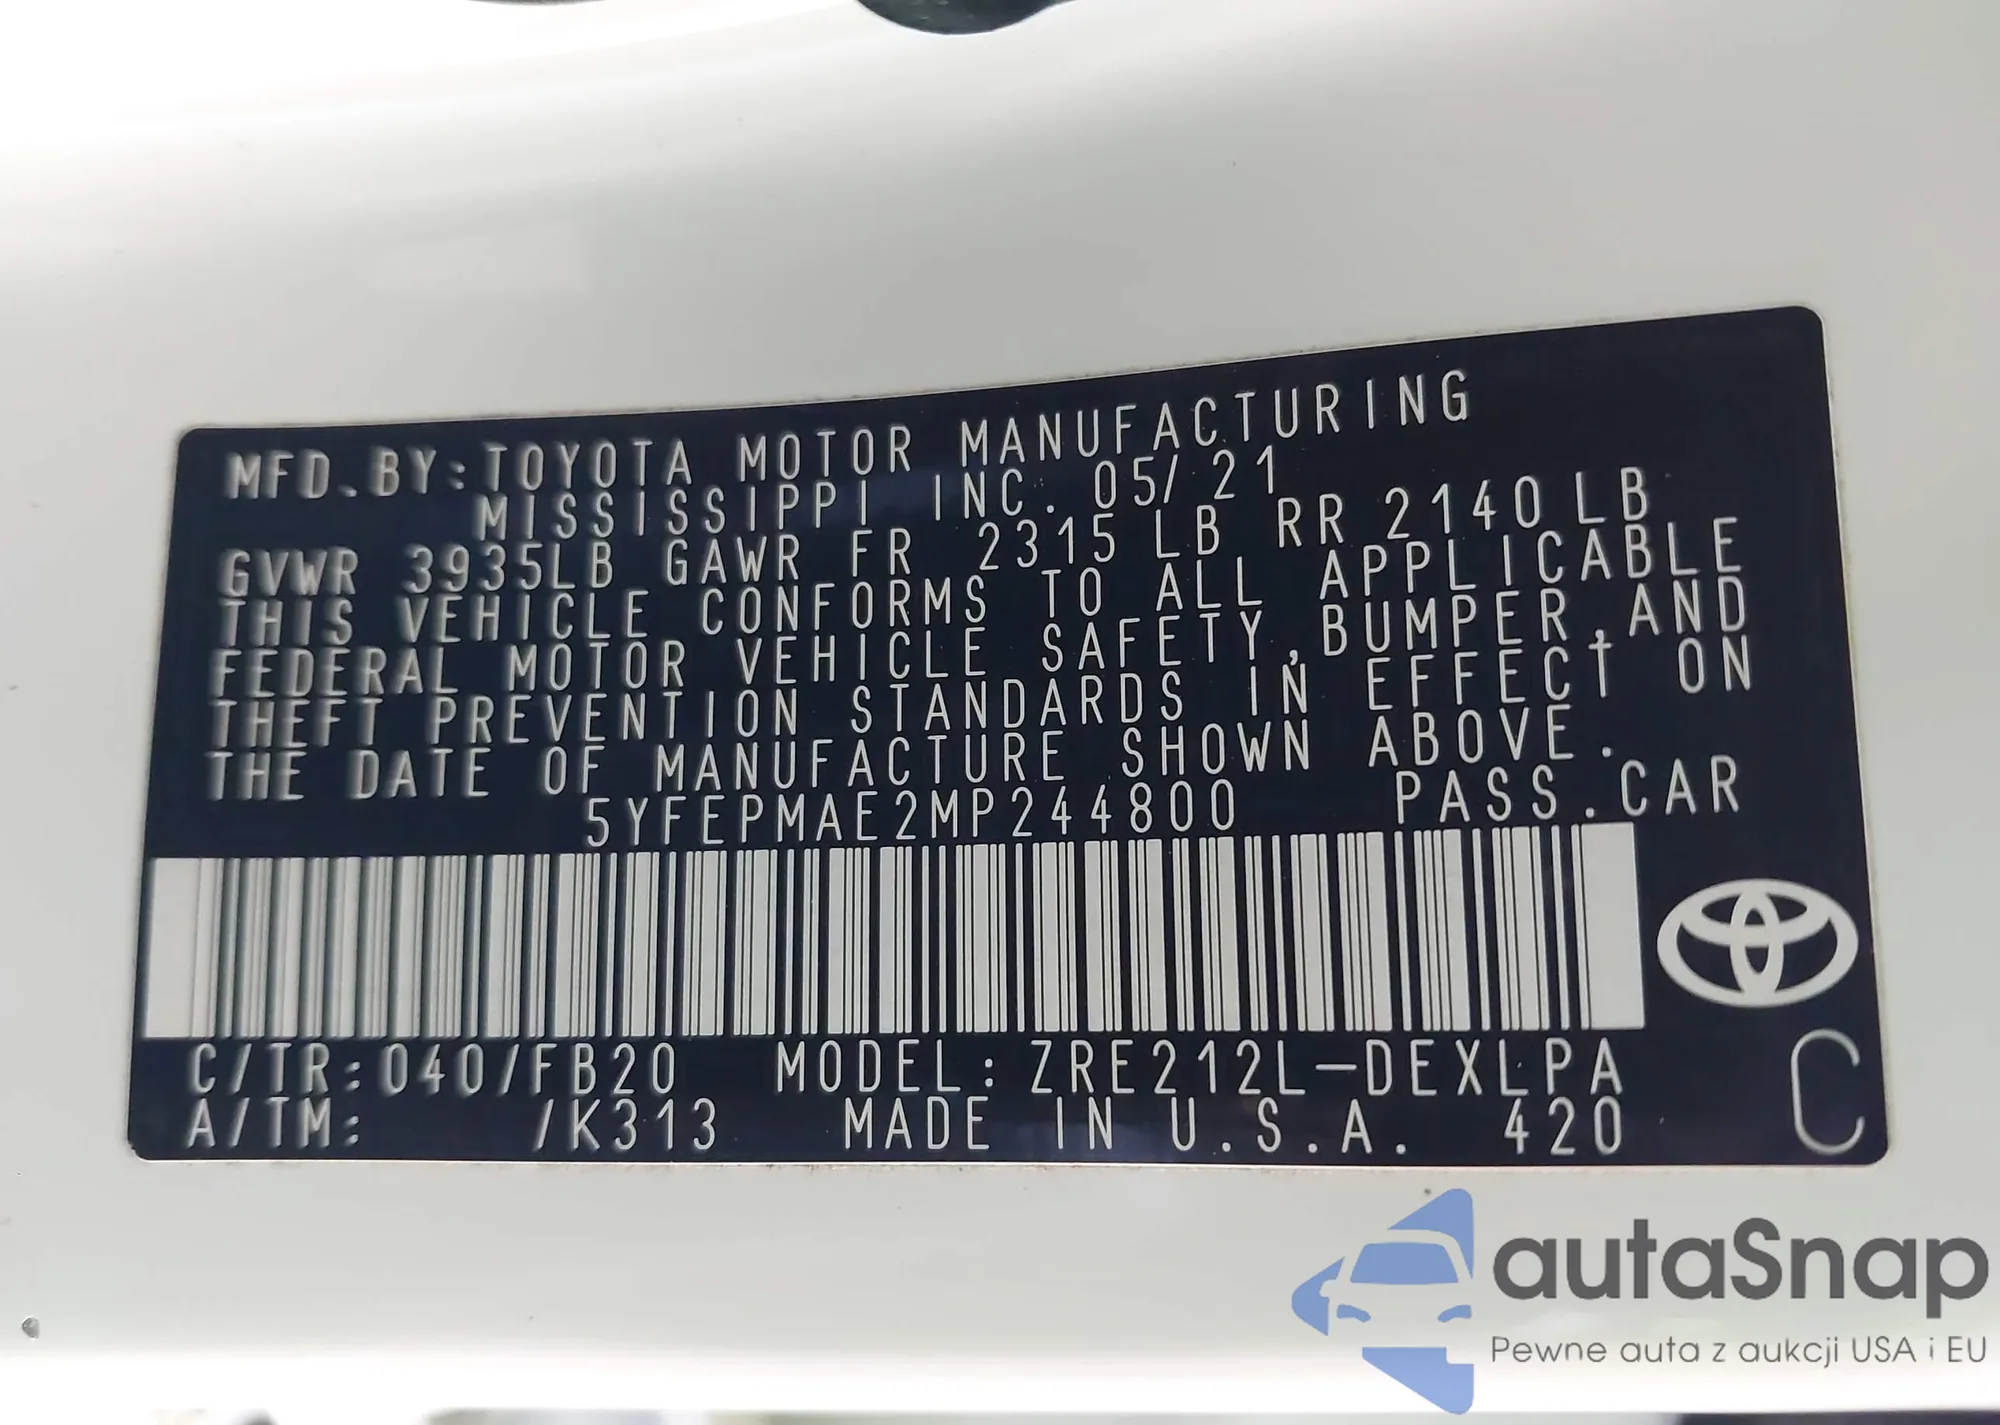 MFD.BY:TOYOTA MOTOR MANUFACTURING
MISSISSIPPI INC. 05/21
GVWR 3935LB GAWR FR 2315 LB RR 2140 LB
THIS VEHICLE CONFORMS TO ALL APPLICABLE
FEDERAL MOTOR VEHICLE SAFETY,BUMPER,AND
THEFT PREVENTION STANDARDS IN EFFECT ON
THE DATE OF MANUFACTURE SHOWN ABOVE.
5YFEPMAE2MP244800 PASS.CAR
C/TR:040/FB20 MODEL:ZRE212L-DEXLPA
A/TM: /K313 MADE IN U.S.A. 420
C
autaSnap
Pewne auta z aukcji USA i EU